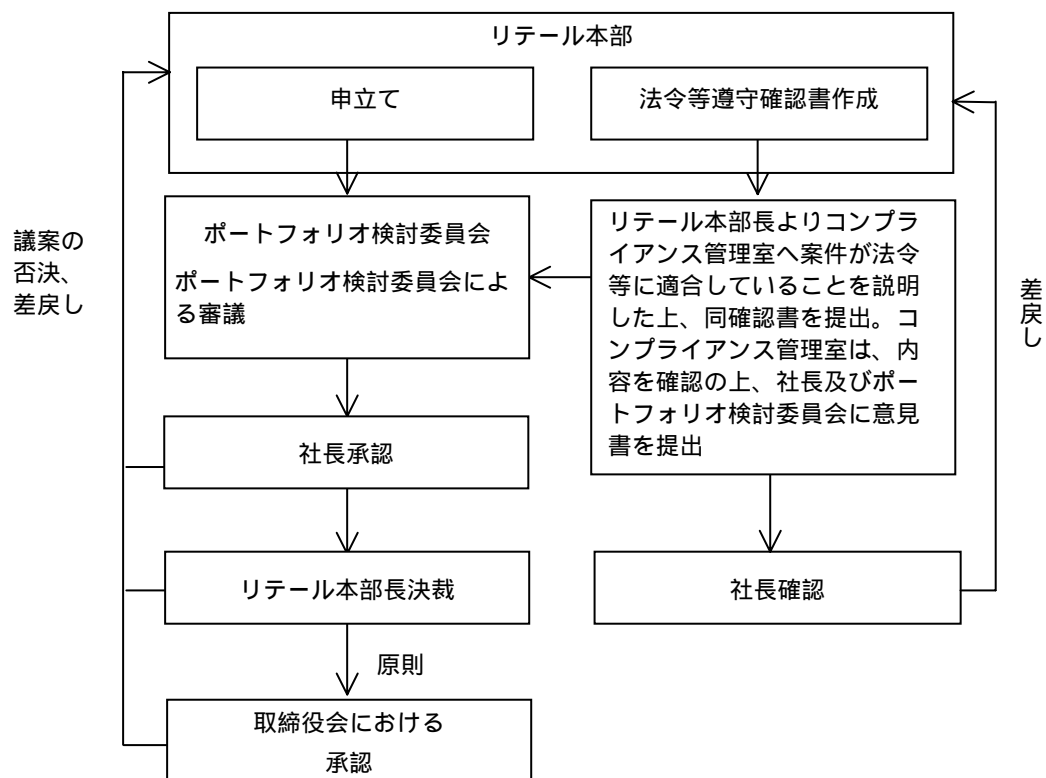 リテール本部
申立て
法令等遵守確認書作成
議案の
否決、
差戻し
ポートフォリオ検討委員会
ポートフォリオ検討委員会によ
る審議
リテール本部長よりコンプラ
イアンス管理室へ案件が法令
等に適合していることを説明
した上、同確認書を提出。コ
ンプライアンス管理室は、内
容を確認の上、社長及びポー
トフォリオ検討委員会に意見
書を提出
差
戻
し
社長承認
リテール本部長決裁
社長確認
原則
取締役会における
承認